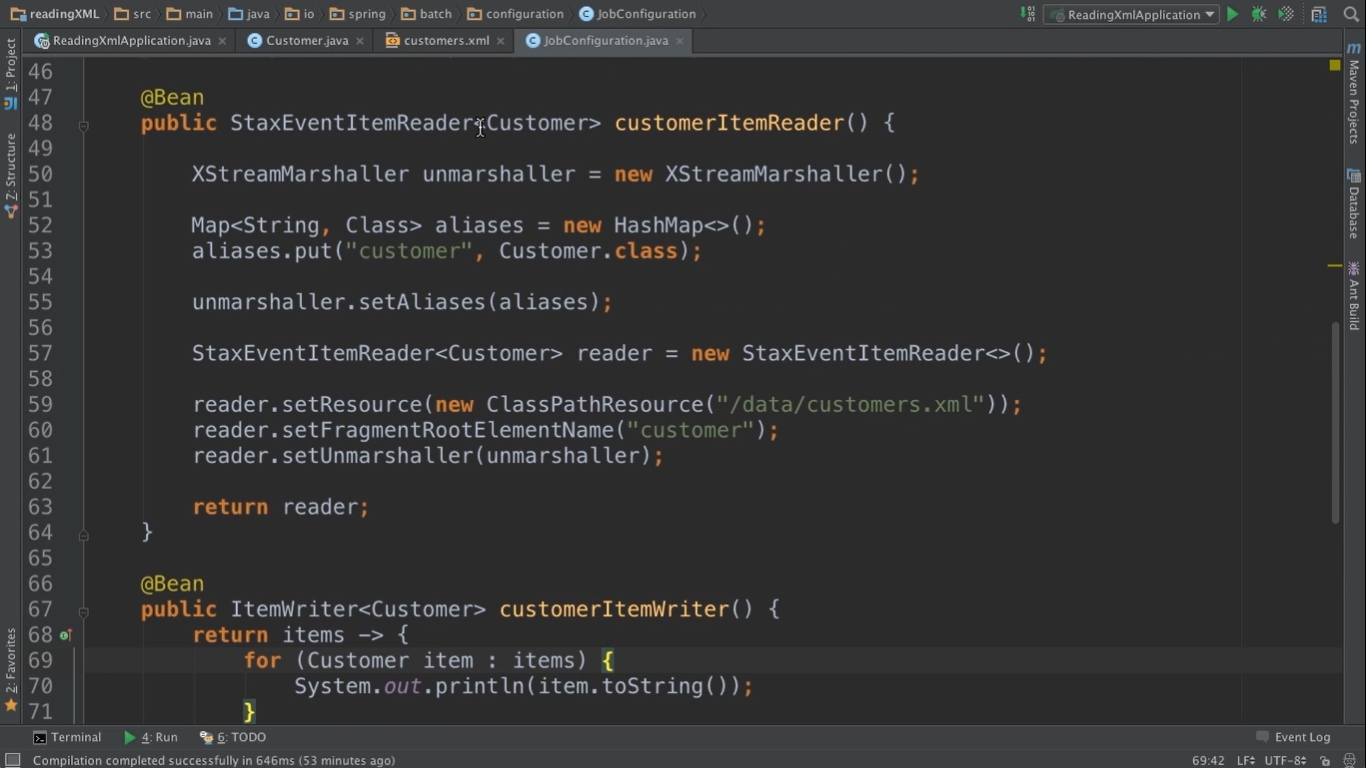 readingXML src main java io spring batch configuration JobConfiguration ReadingXmlApplication
ReadingXmlApplication.java Customer.java customers.xml JobConfiguration.java
1: Project
Z: Structure
2: Favorites
46
47 @Bean
48 public StaxEventItemReader<Customer> customerItemReader() {
49
50 XStreamMarshaller unmarshaller = new XStreamMarshaller();
51
52 Map<String, Class> aliases = new HashMap<>();
53 aliases.put("customer", Customer.class);
54
55 unmarshaller.setAliases(aliases);
56
57 StaxEventItemReader<Customer> reader = new StaxEventItemReader<>();
58
59 reader.setResource(new ClassPathResource("/data/customers.xml"));
60 reader.setFragmentRootElementName("customer");
61 reader.setUnmarshaller(unmarshaller);
62
63 return reader;
64 }
65
66 @Bean
67 public ItemWriter<Customer> customerItemWriter() {
68 return items -> {
69 for (Customer item : items) {
70 System.out.println(item.toString());
71 }
Maven Projects
Database
Ant Build
Terminal 4: Run 6: TODO Event Log
Compilation completed successfully in 646ms (53 minutes ago) 69:42 LF UTF-8